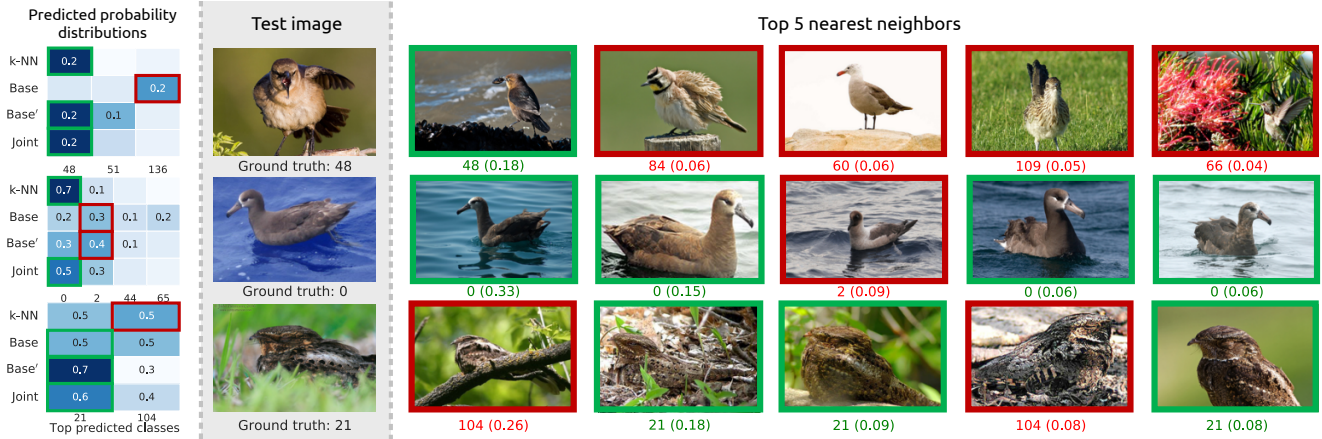 Predicted probability
distributions
Test image
Top 5 nearest neighbors
k-NN 0.2
Base 0.2
Base′ 0.2 0.1
Joint 0.2
48 51 136
Ground truth: 48
48 (0.18) 84 (0.06) 60 (0.06) 109 (0.05) 66 (0.04)
k-NN 0.7 0.1
Base 0.2 0.3 0.1 0.2
Base′ 0.3 0.4 0.1
Joint 0.5 0.3
0 2 44 65
Ground truth: 0
0 (0.33) 0 (0.15) 2 (0.09) 0 (0.06) 0 (0.06)
k-NN 0.5 0.5
Base 0.5 0.5
Base′ 0.7 0.3
Joint 0.6 0.4
21 104
Top predicted classes
Ground truth: 21
104 (0.26) 21 (0.18) 21 (0.09) 104 (0.08) 21 (0.08)